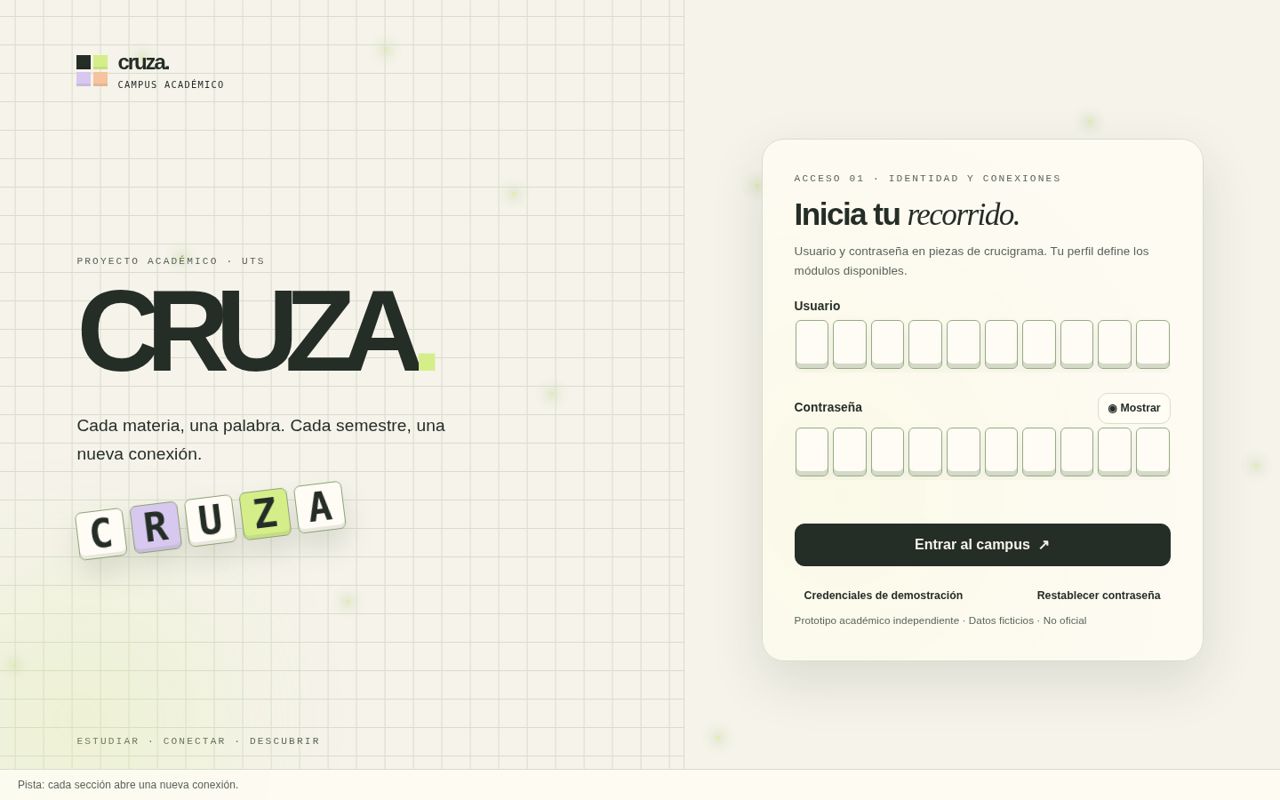 cruza.
CAMPUS ACADÉMICO
PROYECTO ACADÉMICO · UTS
CRUZA.
Cada materia, una palabra. Cada semestre, una
nueva conexión.
C R U Z A
ESTUDIAR · CONECTAR · DESCUBRIR
ACCESO 01 · IDENTIDAD Y CONEXIONES
Inicia tu recorrido.
Usuario y contraseña en piezas de crucigrama. Tu perfil define los
módulos disponibles.
Usuario
Contraseña
◉ Mostrar
Entrar al campus ↗
Credenciales de demostración
Restablecer contraseña
Prototipo académico independiente · Datos ficticios · No oficial
Pista: cada sección abre una nueva conexión.